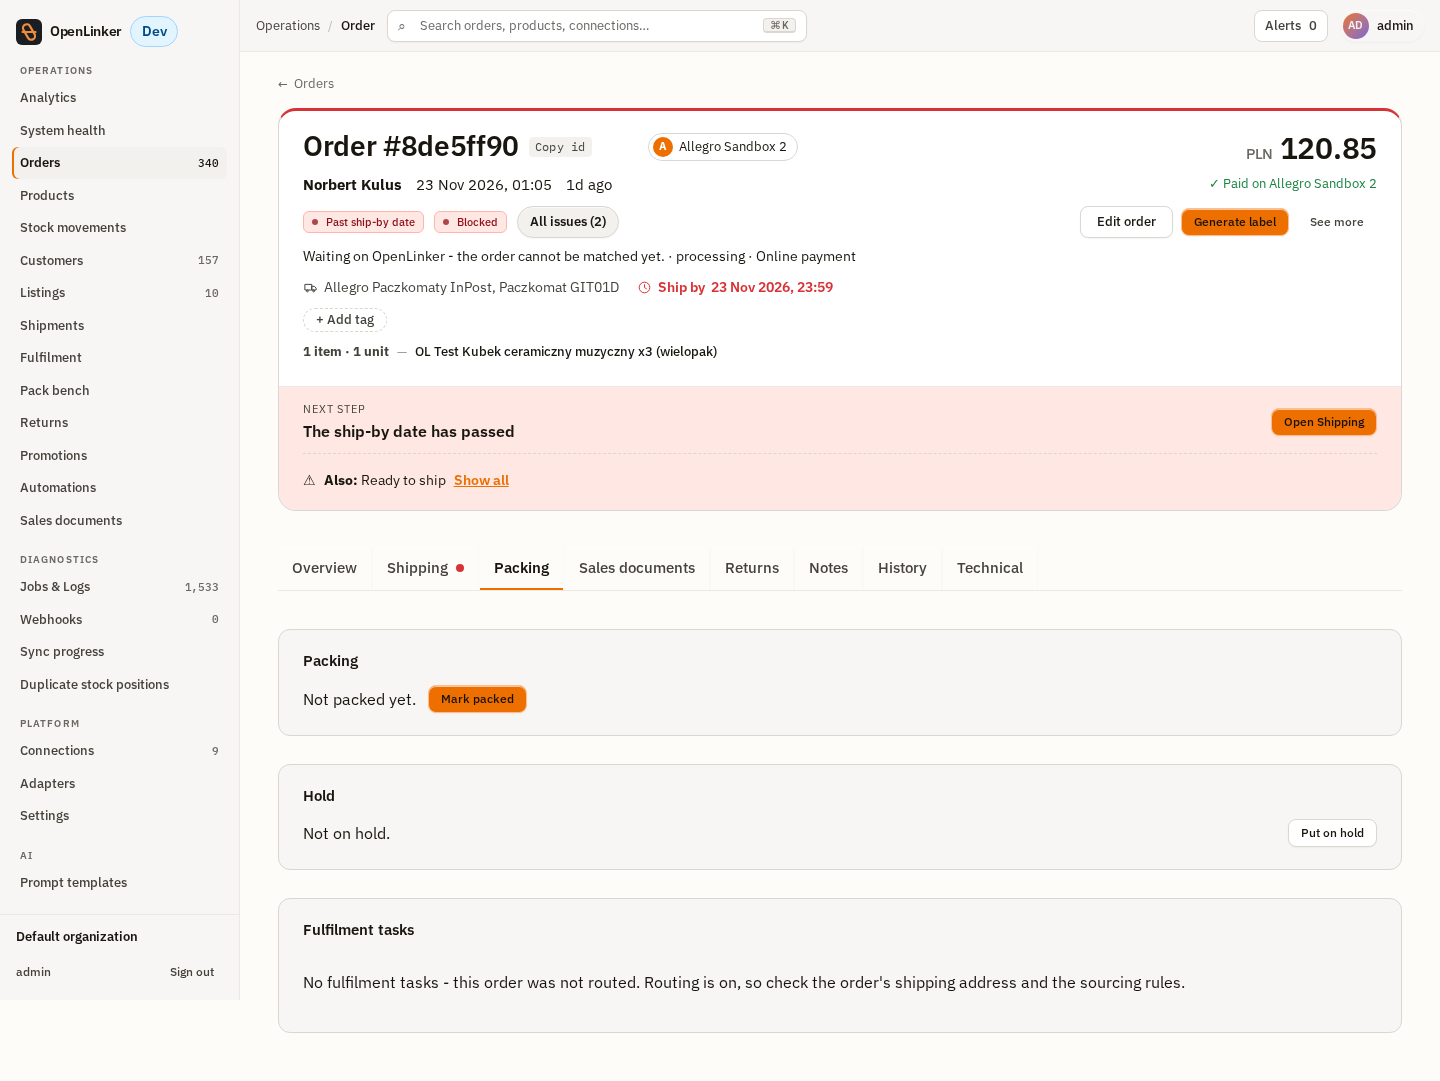 OpenLinker Dev
OPERATIONS
Analytics
System health
Orders 340
Products
Stock movements
Customers 157
Listings 10
Shipments
Fulfilment
Pack bench
Returns
Promotions
Automations
Sales documents
DIAGNOSTICS
Jobs & Logs 1,533
Webhooks 0
Sync progress
Duplicate stock positions
PLATFORM
Connections 9
Adapters
Settings
AI
Prompt templates
Default organization
admin Sign out
Operations / Order
Search orders, products, connections... ⌘K
Alerts 0
AD admin
← Orders
Order #8de5ff90 Copy id A Allegro Sandbox 2
PLN 120.85
Norbert Kulus 23 Nov 2026, 01:05 1d ago
✓ Paid on Allegro Sandbox 2
Past ship-by date Blocked All issues (2)
Edit order Generate label See more
Waiting on OpenLinker - the order cannot be matched yet. · processing · Online payment
Allegro Paczkomaty InPost, Paczkomat GIT01D Ship by 23 Nov 2026, 23:59
+ Add tag
1 item · 1 unit — OL Test Kubek ceramiczny muzyczny x3 (wielopak)
NEXT STEP
The ship-by date has passed
Open Shipping
⚠ Also: Ready to ship Show all
Overview Shipping Packing Sales documents Returns Notes History Technical
Packing
Not packed yet. Mark packed
Hold
Not on hold. Put on hold
Fulfilment tasks
No fulfilment tasks - this order was not routed. Routing is on, so check the order's shipping address and the sourcing rules.